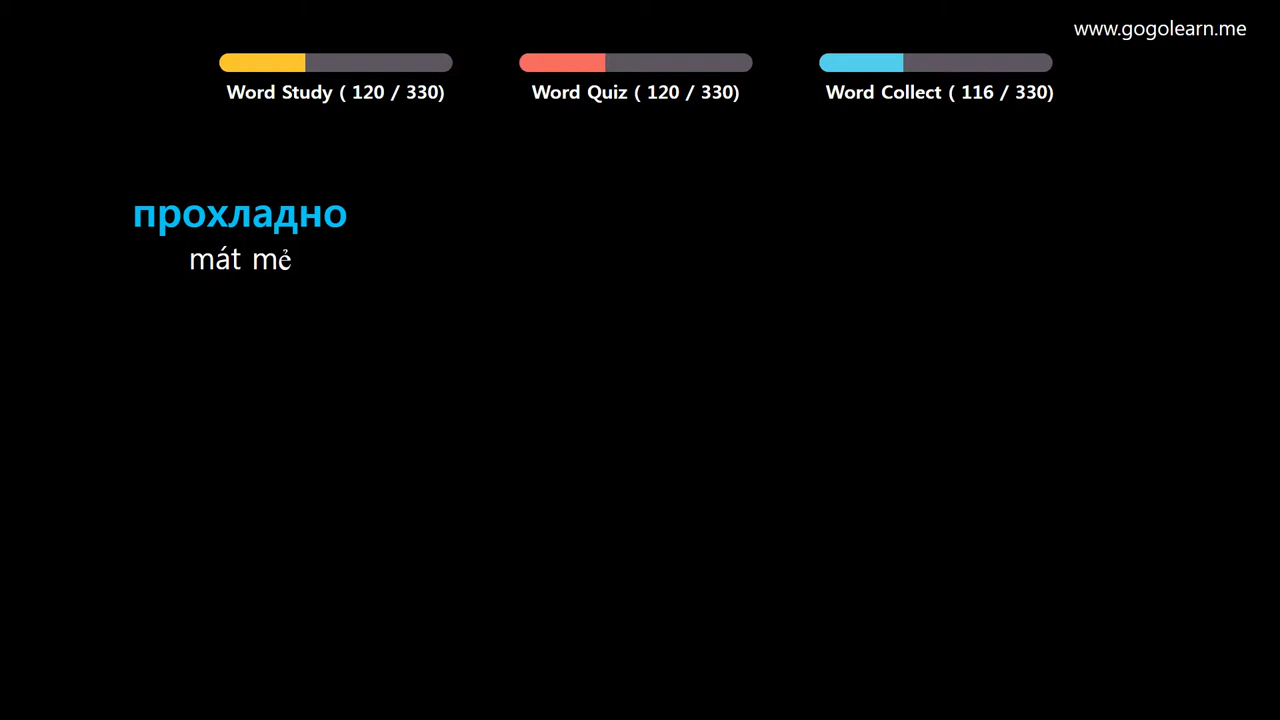 www.gogolearn.me
Word Study ( 120 / 330)
Word Quiz ( 120 / 330)
Word Collect ( 116 / 330)
прохладно
mát mẻ